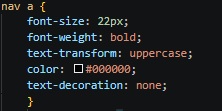 nav a {
font-size: 22px;
font-weight: bold;
text-transform: uppercase;
color: #000000;
text-decoration: none;
}